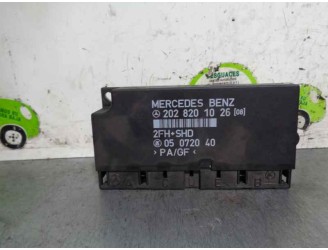 MERCEDES BENZ
202 820 10 26 [08]
2FH•SHD
05 0720 40
> PA/GF <